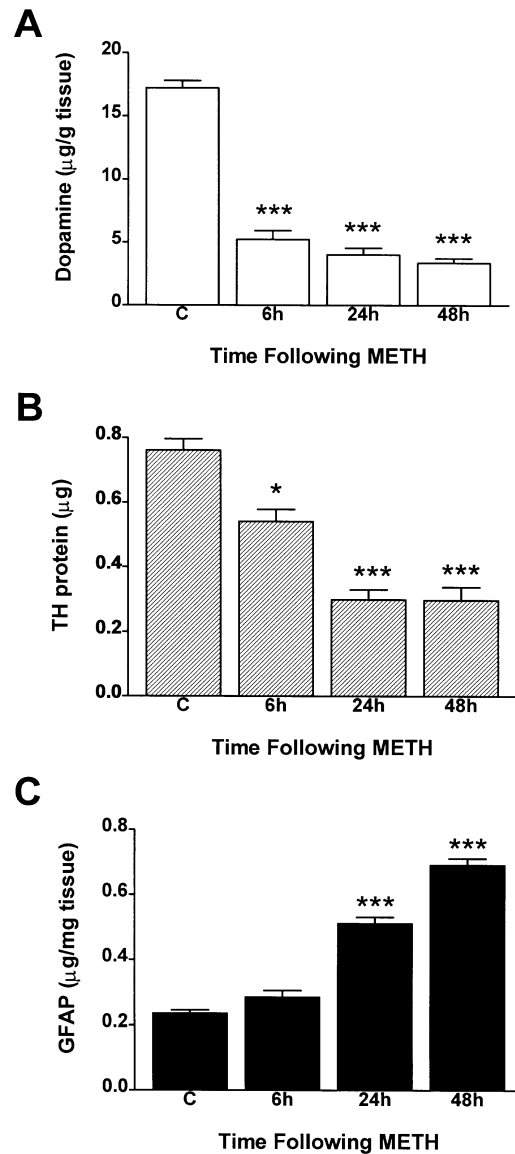 A
Dopamine (μg/g tissue)
20
15
10
5
0
***
***
***
C 6h 24h 48h
Time Following METH
B
TH protein (μg)
0.8
0.6
0.4
0.2
0.0
*
***
***
C 6h 24h 48h
Time Following METH
C
GFAP (μg/mg tissue)
0.8
0.6
0.4
0.2
0.0
***
***
C 6h 24h 48h
Time Following METH